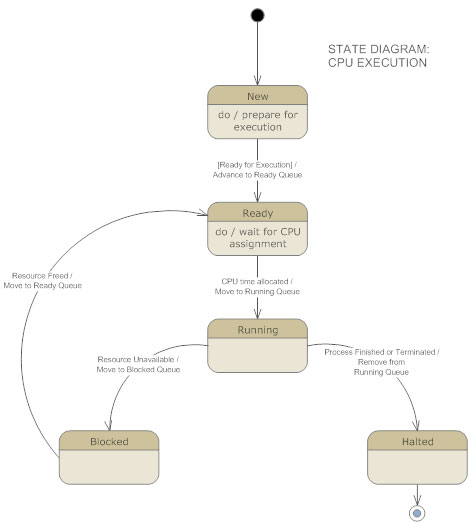 STATE DIAGRAM:
CPU EXECUTION
New
do / prepare for
execution
[Ready for Execution] /
Advance to Ready Queue
Ready
do / wait for CPU
assignment
Resource Freed /
Move to Ready Queue
CPU time allocated /
Move to Running Queue
Running
Resource Unavailable /
Move to Blocked Queue
Process Finished or Terminated /
Remove from
Running Queue
Blocked
Halted